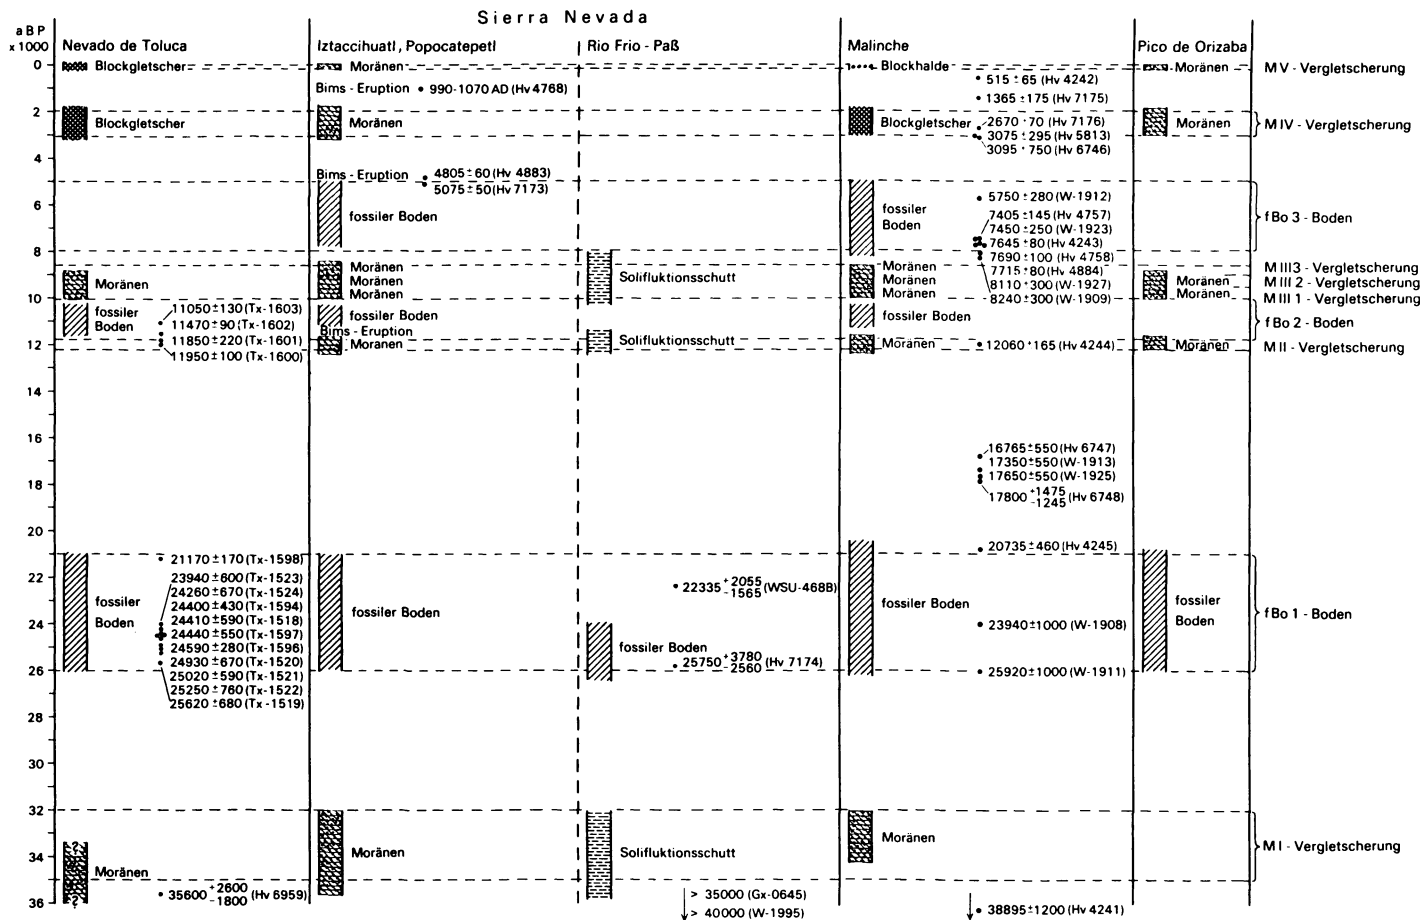 Sierra Nevada
a B P
x 1000
Nevado de Toluca
Iztaccihuatl, Popocatepetl
Rio Frio - Paß
Malinche
Pico de Orizaba
0
2
4
6
8
10
12
14
16
18
20
22
24
26
28
30
32
34
36
Blockgletscher
Blockgletscher
Moränen
fossiler
Boden
11050 ± 130 (Tx-1603)
11470 ± 90 (Tx-1602)
11850 ± 220 (Tx-1601)
11950 ± 100 (Tx-1600)
fossiler
Boden
21170 ± 170 (Tx-1598)
23940 ± 600 (Tx-1523)
24260 ± 670 (Tx-1524)
24400 ± 430 (Tx-1594)
24410 ± 590 (Tx-1518)
24440 ± 550 (Tx-1597)
24590 ± 280 (Tx-1596)
24930 ± 670 (Tx-1520)
25020 ± 590 (Tx-1521)
25250 ± 760 (Tx-1522)
25620 ± 680 (Tx-1519)
?
Moränen
?
35600 +2600 -1800 (Hv 6959)
Moränen
Bims - Eruption 990-1070 AD (Hv 4768)
Moränen
Bims - Eruption 4805 ± 60 (Hv 4883)
5075 ± 50 (Hv 7173)
fossiler Boden
Moränen
Moränen
Moränen
fossiler Boden
Bims - Eruption
Moranen
fossiler Boden
Moränen
Solifluktionsschutt
Solifluktionsschutt
22335 +2055 -1565 (WSU-468B)
fossiler Boden
25750 +3780 -2560 (Hv 7174)
Solifluktionsschutt
> 35000 (Gx-0645)
> 40000 (W-1995)
Blockhalde
515 ± 65 (Hv 4242)
1365 ± 175 (Hv 7175)
Blockgletscher
2670 ± 70 (Hv 7176)
3075 ± 295 (Hv 5813)
3095 ± 750 (Hv 6746)
fossiler
Boden
5750 ± 280 (W-1912)
7405 ± 145 (Hv 4757)
7450 ± 250 (W-1923)
7645 ± 80 (Hv 4243)
7690 ± 100 (Hv 4758)
7715 ± 80 (Hv 4884)
8110 ± 300 (W-1927)
8240 ± 300 (W-1909)
Moränen
Moränen
Moränen
fossiler Boden
Moränen
12060 ± 165 (Hv 4244)
16765 ± 550 (Hv 6747)
17350 ± 550 (W-1913)
17650 ± 550 (W-1925)
17800 +1475 -1245 (Hv 6748)
20735 ± 460 (Hv 4245)
fossiler Boden
23940 ± 1000 (W-1908)
25920 ± 1000 (W-1911)
Moränen
38895 ± 1200 (Hv 4241)
Moränen
Moränen
Moränen
Moränen
Moränen
fossiler
Boden
M V - Vergletscherung
M IV - Vergletscherung
f Bo 3 - Boden
M III 3 - Vergletscherung
M III 2 - Vergletscherung
M III 1 - Vergletscherung
f Bo 2 - Boden
M II - Vergletscherung
f Bo 1 - Boden
M I - Vergletscherung